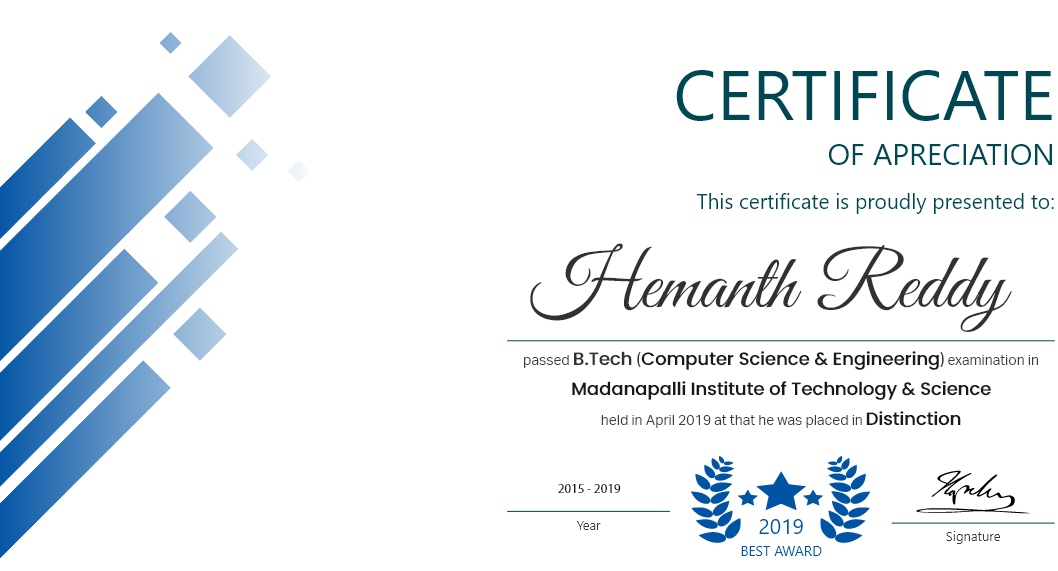 CERTIFICATE
OF APRECIATION
This certificate is proudly presented to:
Hemanth Reddy
passed B.Tech (Computer Science & Engineering) examination in
Madanapalli Institute of Technology & Science
held in April 2019 at that he was placed in Distinction
2015 - 2019
Year
2019
BEST AWARD
Signature